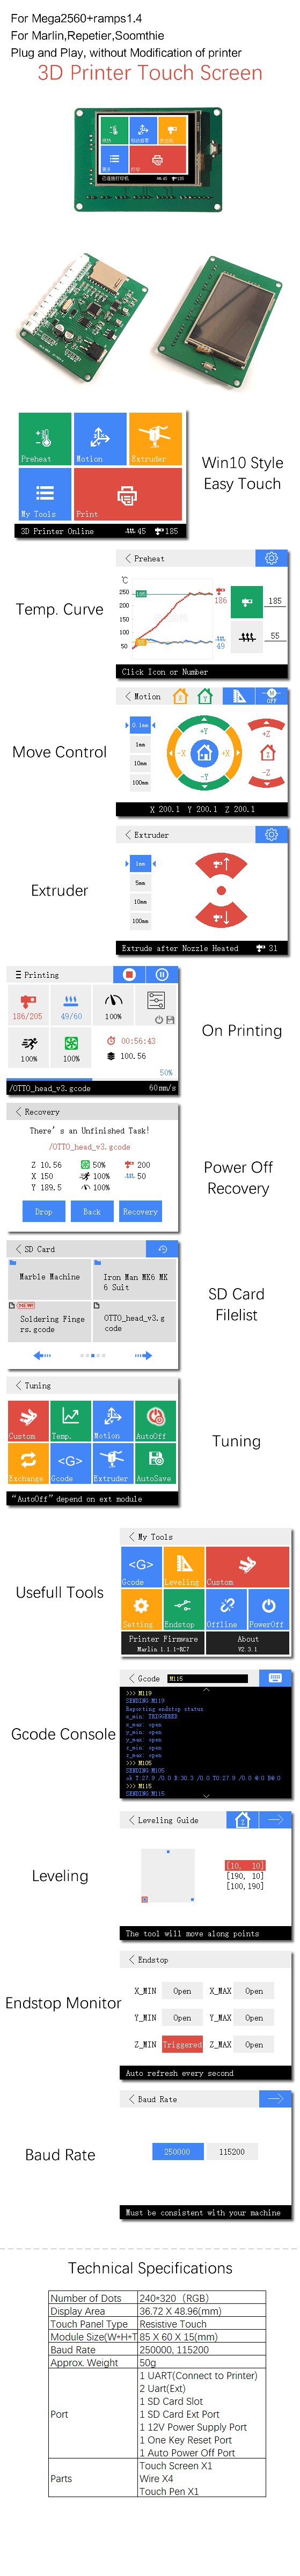 For Mega2560+ramps1.4
For Marlin,Repetier,Soomthie
Plug and Play, without Modification of printer
3D Printer Touch Screen
Preheat
Motion
Extruder
My Tools
Print
3D Printer Online
45
185
Win10 Style
Easy Touch
Temp. Curve
Preheat
℃
250
200
150
100
50
186
49
185
55
Click Icon or Number
Move Control
Motion
X
Y
OFF
0.1mm
1mm
10mm
100mm
+Y
-X
+X
-Y
+Z
Z
-Z
X 200.1 Y 200.1 Z 200.1
Extruder
Extruder
1mm
5mm
10mm
100mm
Extrude after Nozzle Heated
31
Printing
186/205
49/60
100%
100%
100%
00:56:43
100.56
50%
/OTTO_head_v3.gcode
60mm/s
On Printing
Recovery
There's an Unfinished Task!
/OTTO_head_v3.gcode
Z 10.56
50%
200
X 150
100%
50
Y 189.5
100%
Drop
Back
Recovery
Power Off
Recovery
SD Card
Marble Machine
Iron Man MK6 MK
6 Suit
NEW
Soldering Finge
rs.gcode
OTTO_head_v3.g
code
SD Card
Filelist
Tuning
Custom
Temp.
Motion
AutoOff
Exchange
<G>
Gcode
Extruder
AutoSave
"AutoOff"depend on ext module
Tuning
Usefull Tools
My Tools
<G>
Gcode
Leveling
Custom
Setting
Endstop
Offline
PowerOff
Printer Firmware
Marlin 1.1.1-RC7
About
V2.3.1
Gcode Console
Gcode
M115
>>> M119
SENDING M119
Reporting endstop status
x_min: TRIGGERED
x_max: open
y_min: open
y_max: open
z_min: open
z_max: open
>>> M105
SENDING M105
ok T:27.9 /0.0 B:30.3 /0.0 T0:27.9 /0.0 @:0 B@:0
>>> M115
SENDING M115
Leveling
Leveling Guide
[10, 10]
[190, 10]
[100,190]
The tool will move along points
Endstop Monitor
Endstop
X_MIN
Open
X_MAX
Open
Y_MIN
Open
Y_MAX
Open
Z_MIN
Triggered
Z_MAX
Open
Auto refresh every second
Baud Rate
Baud Rate
250000
115200
Must be consistent with your machine
Technical Specifications
Number of Dots
240*320（RGB）
Display Area
36.72 X 48.96(mm)
Touch Panel Type
Resistive Touch
Module Size(W*H*T
85 X 60 X 15(mm)
Baud Rate
250000, 115200
Approx. Weight
50g
Port
1 UART(Connect to Printer)
2 Uart(Ext)
1 SD Card Slot
1 SD Card Ext Port
1 12V Power Supply Port
1 One Key Reset Port
1 Auto Power Off Port
Parts
Touch Screen X1
Wire X4
Touch Pen X1